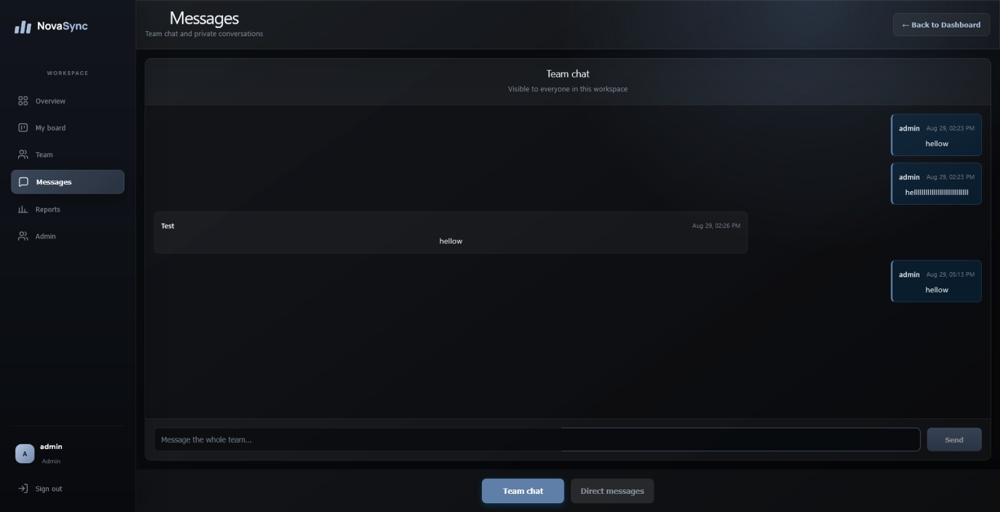 NovaSync
WORKSPACE
Overview
My board
Team
Messages
Reports
Admin
admin
A
Admin
Sign out
Messages
Team chat and private conversations
← Back to Dashboard
Team chat
Visible to everyone in this workspace
admin Aug 29, 02:23 PM
hellow
admin Aug 29, 02:23 PM
hellllllllllllllllllllllllll
Test Aug 29, 02:26 PM
hellow
admin Aug 29, 05:13 PM
hellow
Message the whole team...
Send
Team chat
Direct messages